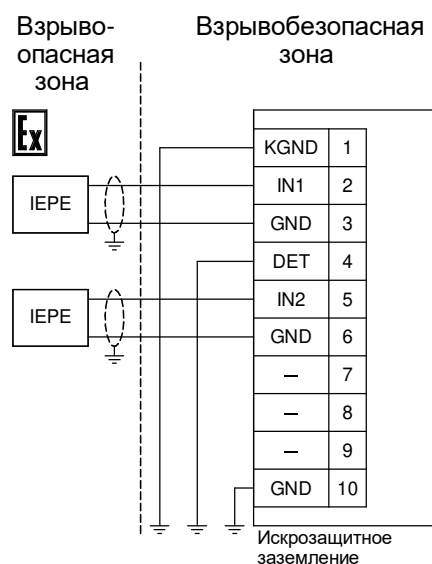 Взрыво-
опасная
зона
Взрывобезопасная
зона
Ex
KGND 1
IEPE
IN1 2
GND 3
DET 4
IEPE
IN2 5
GND 6
– 7
– 8
– 9
GND 10
Искрозащитное
заземление